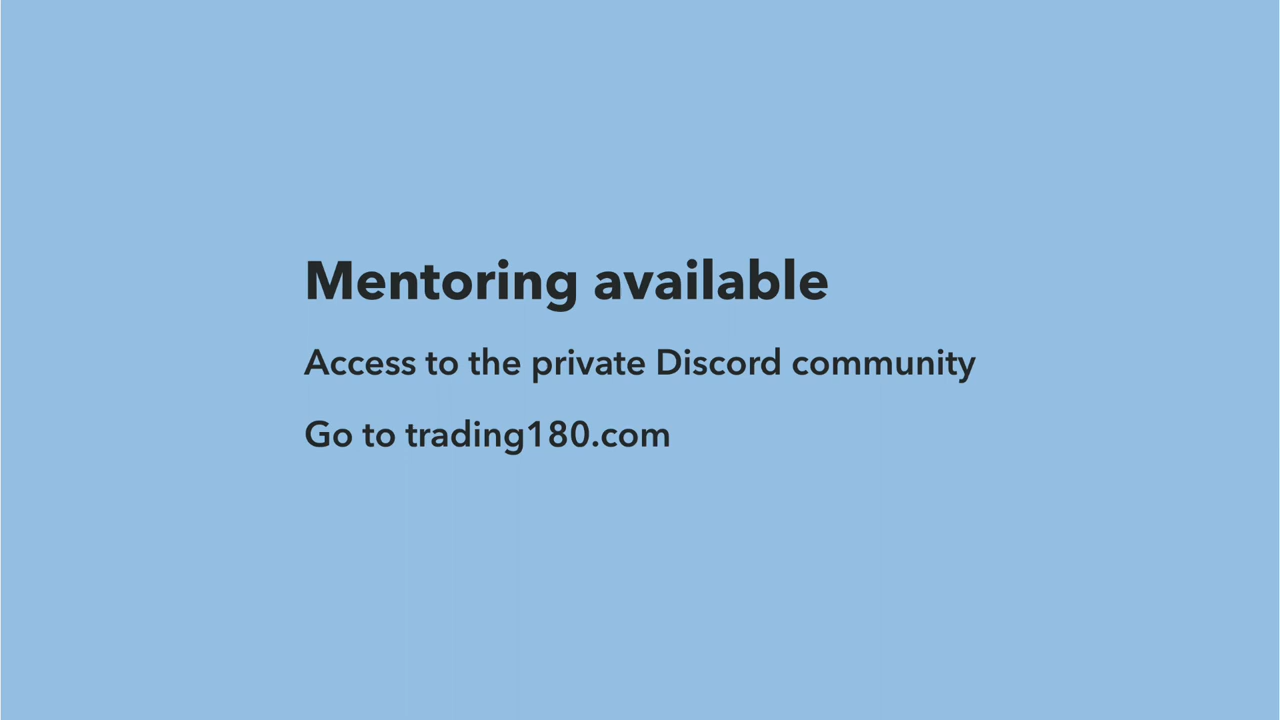 Mentoring available
Access to the private Discord community
Go to trading180.com